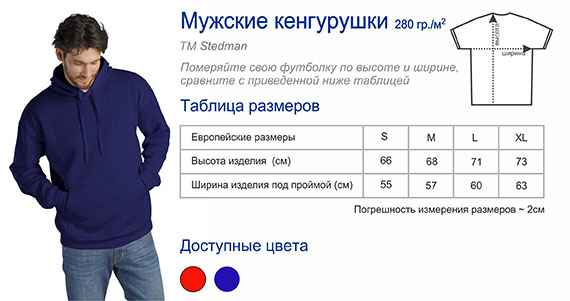 Мужские кенгурушки 280 гр./м²
TM Stedman
Померяйте свою футболку по высоте и ширине,
сравните с приведенной ниже таблицей
высота
ширина
Таблица размеров
Европейские размеры S M L XL
Высота изделия (см) 66 68 71 73
Ширина изделия под проймой (см) 55 57 60 63
Погрешность измерения размеров ~ 2см
Доступные цвета